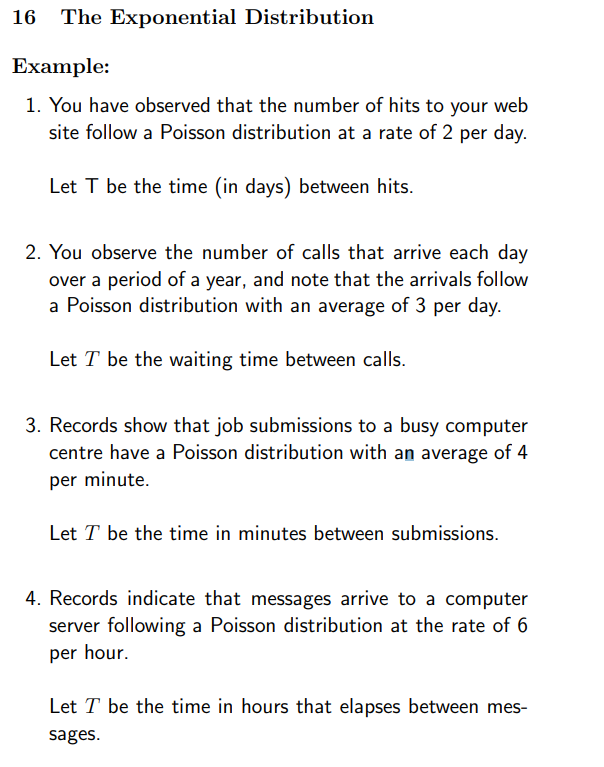 16 The Exponential Distribution
Example:
1. You have observed that the number of hits to your web
site follow a Poisson distribution at a rate of 2 per day.
Let T be the time (in days) between hits.
2. You observe the number of calls that arrive each day
over a period of a year, and note that the arrivals follow
a Poisson distribution with an average of 3 per day.
Let T be the waiting time between calls.
3. Records show that job submissions to a busy computer
centre have a Poisson distribution with an average of 4
per minute.
Let T be the time in minutes between submissions.
4. Records indicate that messages arrive to a computer
server following a Poisson distribution at the rate of 6
per hour.
Let T be the time in hours that elapses between mes-
sages.